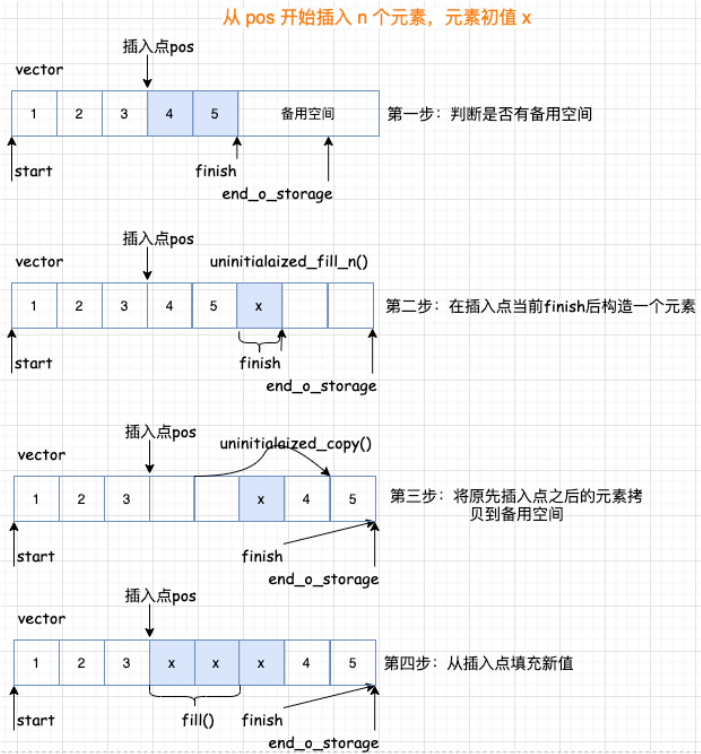 从 pos 开始插入 n 个元素，元素初值 x
插入点pos
vector
1 2 3 4 5 备用空间
第一步：判断是否有备用空间
start
finish
end_o_storage
插入点pos
vector
uninitialaized_fill_n()
1 2 3 4 5 x
第二步：在插入点当前finish后构造一个元素
start
finish
end_o_storage
插入点pos
vector
uninitialaized_copy()
1 2 3 x 4 5
第三步：将原先插入点之后的元素拷
贝到备用空间
start
finish
end_o_storage
插入点pos
vector
1 2 3 x x x 4 5
第四步：从插入点填充新值
start
fill()
finish
end_o_storage